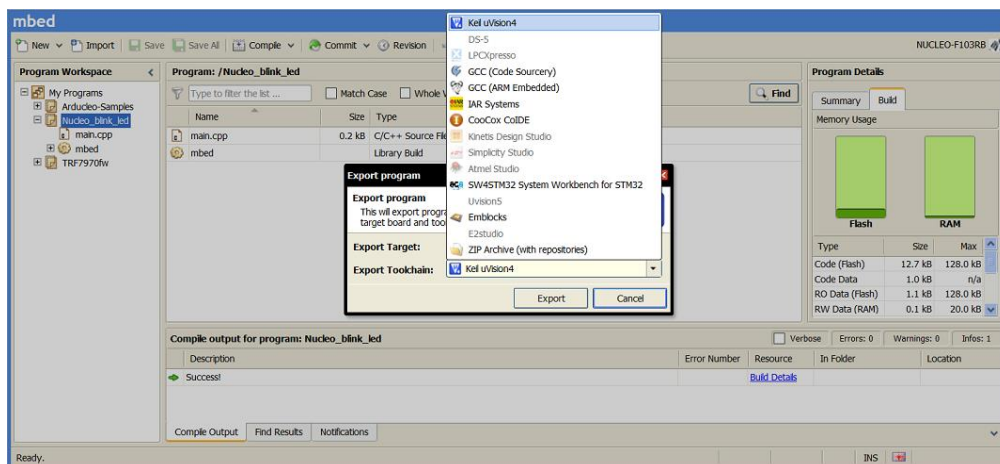 mbed
New Import Save Save All Compile Commit Revision NUCLEO-F103RB
Program Workspace
My Programs
Arducleo-Samples
Nucleo_blink_led
main.cpp
mbed
TRF7970fw
Program: /Nucleo_blink_led
Type to filter the list ... Match Case Whole Find
Name Size Type
main.cpp 0.2 kB C/C++ Source File
mbed Library Build
Export program
Export program
This will export
target board and
Export Target:
Export Toolchain: Keil uVision4
Export Cancel
Keil uVision4
DS-5
LPCXpresso
GCC (Code Sourcery)
GCC (ARM Embedded)
IAR Systems
CooCox CoIDE
Kinetis Design Studio
Simplicity Studio
Atmel Studio
SW4STM32 System Workbench for STM32
Uvision5
Emblocks
E2studio
ZIP Archive (with repositories)
Program Details
Summary Build
Memory Usage
Flash RAM
Type Size Max
Code (Flash) 12.7 kB 128.0 kB
Code Data 1.0 kB n/a
RO Data (Flash) 1.1 kB 128.0 kB
RW Data (RAM) 0.1 kB 20.0 kB
Compile output for program: Nucleo_blink_led Verbose Errors: 0 Warnings: 0 Infos: 1
Description Error Number Resource In Folder Location
Success! Build Details
Compile Output Find Results Notifications
Ready. INS